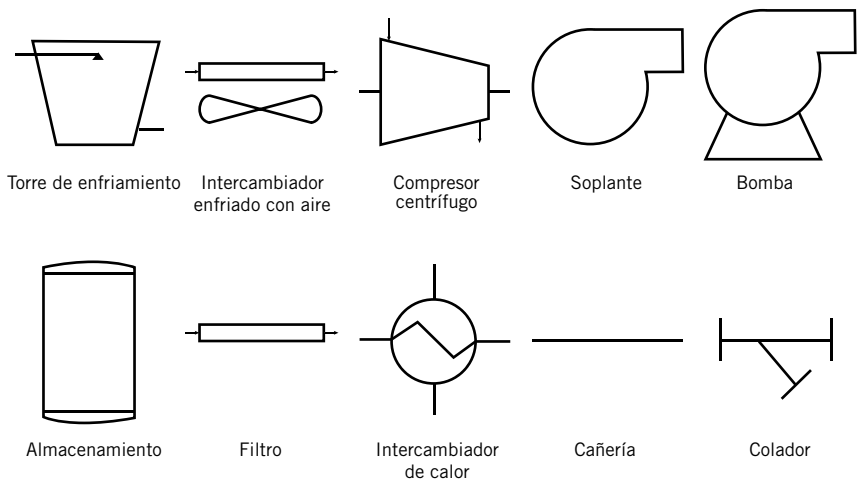 Torre de enfriamiento
Intercambiador
enfriado con aire
Compresor
centrífugo
Soplante
Bomba
Almacenamiento
Filtro
Intercambiador
de calor
Cañería
Colador